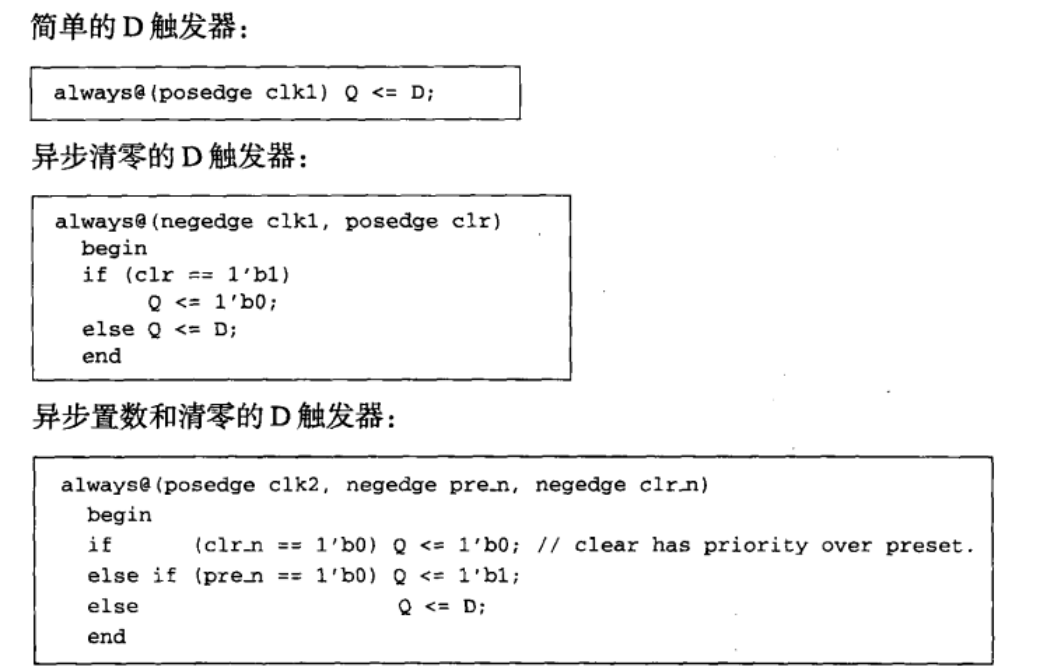 简单的D触发器：
always@(posedge clk1) Q <= D;
异步清零的D触发器：
always@(negedge clk1, posedge clr)
begin
if (clr == 1'b1)
Q <= 1'b0;
else Q <= D;
end
异步置数和清零的D触发器：
always@(posedge clk2, negedge pre_n, negedge clr_n)
begin
if (clr_n == 1'b0) Q <= 1'b0; // clear has priority over preset.
else if (pre_n == 1'b0) Q <= 1'b1;
else Q <= D;
end